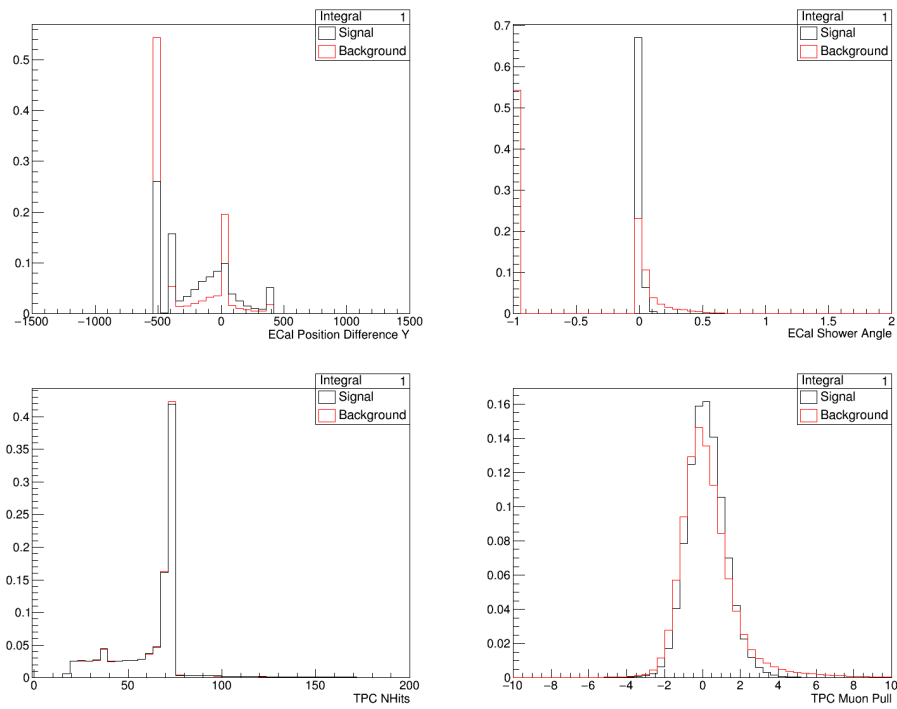 Integral 1
Signal
Background
0.5
0.4
0.3
0.2
0.1
0
−1500 −1000 −500 0 500 1000 1500
ECal Position Difference Y
Integral 1
Signal
Background
0.7
0.6
0.5
0.4
0.3
0.2
0.1
0
−1 −0.5 0 0.5 1 1.5 2
ECal Shower Angle
Integral 1
Signal
Background
0.4
0.35
0.3
0.25
0.2
0.15
0.1
0.05
0
0 50 100 150 200
TPC NHits
Integral 1
Signal
Background
0.16
0.14
0.12
0.1
0.08
0.06
0.04
0.02
0.00
−10 −8 −6 −4 −2 0 2 4 6 8 10
TPC Muon Pull